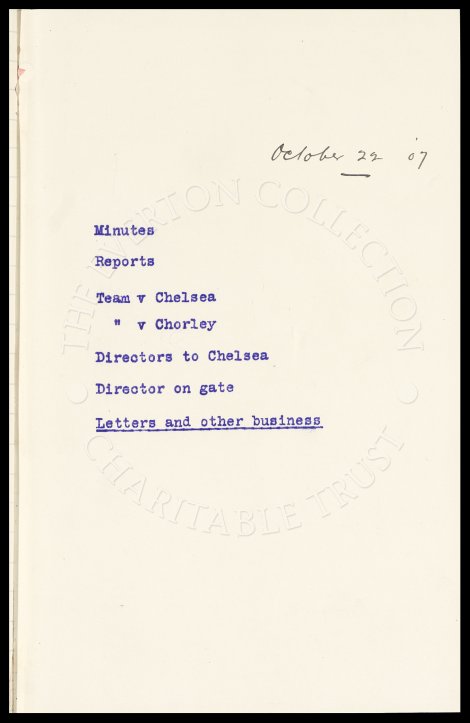 October 22 '07
Minutes
Reports
Team v Chelsea
" v Chorley
Directors to Chelsea
Director on gate
Letters and other business
THE EVERTON COLLECTION
CHARITABLE TRUST